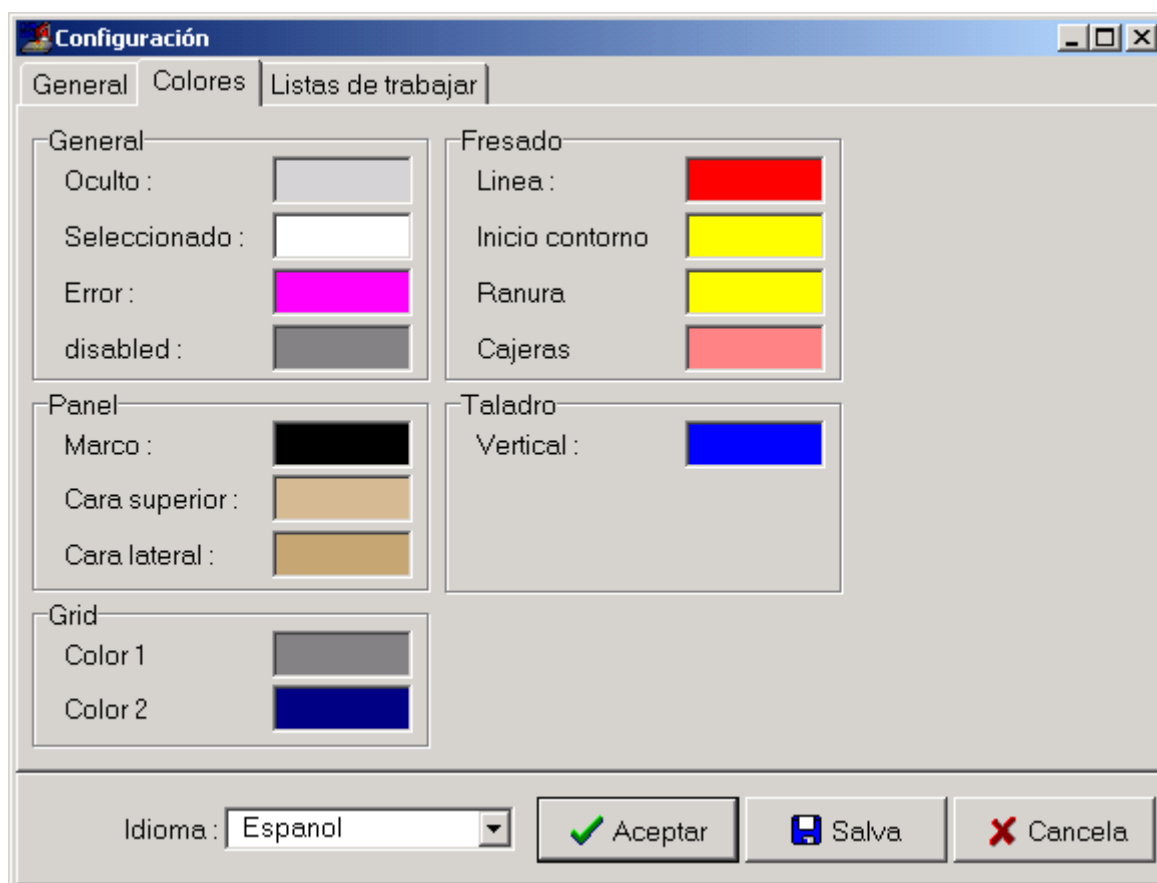 Configuración
General Colores Listas de trabajar
General
Oculto :
Seleccionado :
Error :
disabled :
Fresado
Linea :
Inicio contorno
Ranura
Cajeras
Panel
Marco :
Cara superior :
Cara lateral :
Taladro
Vertical :
Grid
Color 1
Color 2
Idioma : Espanol Aceptar Salva Cancela